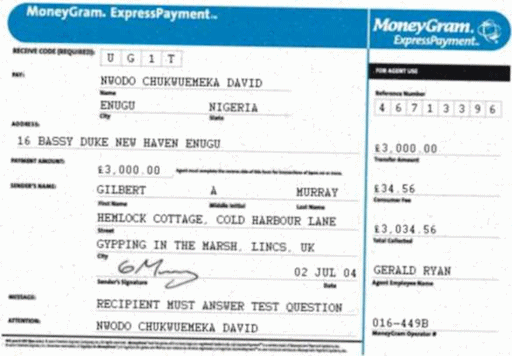 MoneyGram. ExpressPayment™
MoneyGram.
ExpressPayment™
RECEIVE CODE (REQUIRED):
U G 1 T
FOR AGENT USE
PAY:
NWODO CHUKWUEMEKA DAVID
Name
Reference Number
4 6 7 1 3 3 9 6
ENUGU NIGERIA
City State
ADDRESS:
16 BASSY DUKE NEW HAVEN ENUGU
£3,000.00
Transfer Amount
PAYMENT AMOUNT:
£3,000.00
SENDER'S NAME:
GILBERT A MURRAY
First Name Middle Initial Last Name
£34.56
Consumer Fee
HEMLOCK COTTAGE, COLD HARBOUR LANE
Street
£3,034.56
Total Collected
GYPPING IN THE MARSH, LINCS, UK
City
GMurray 02 JUL 04
Sender's Signature Date
GERALD RYAN
Agent Employee Name
MESSAGE:
RECIPIENT MUST ANSWER TEST QUESTION
ATTENTION:
NWODO CHUKWUEMEKA DAVID
016-449B
MoneyGram Operator #